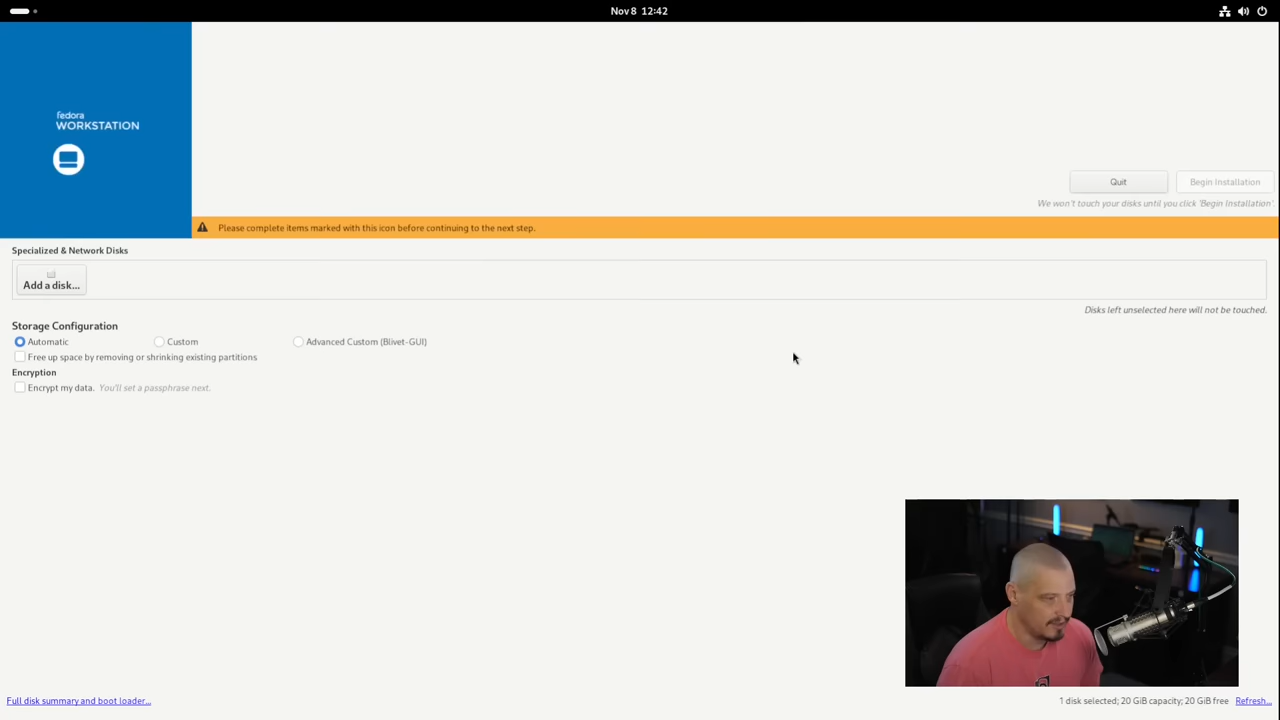 Nov 8 12:42
fedora
WORKSTATION
Quit
Begin Installation
We won't touch your disks until you click 'Begin Installation'.
Please complete items marked with this icon before continuing to the next step.
Specialized & Network Disks
Add a disk...
Disks left unselected here will not be touched.
Storage Configuration
Automatic
Custom
Advanced Custom (Blivet-GUI)
Free up space by removing or shrinking existing partitions
Encryption
Encrypt my data. You'll set a passphrase next.
Full disk summary and boot loader...
1 disk selected; 20 GiB capacity; 20 GiB free Refresh...